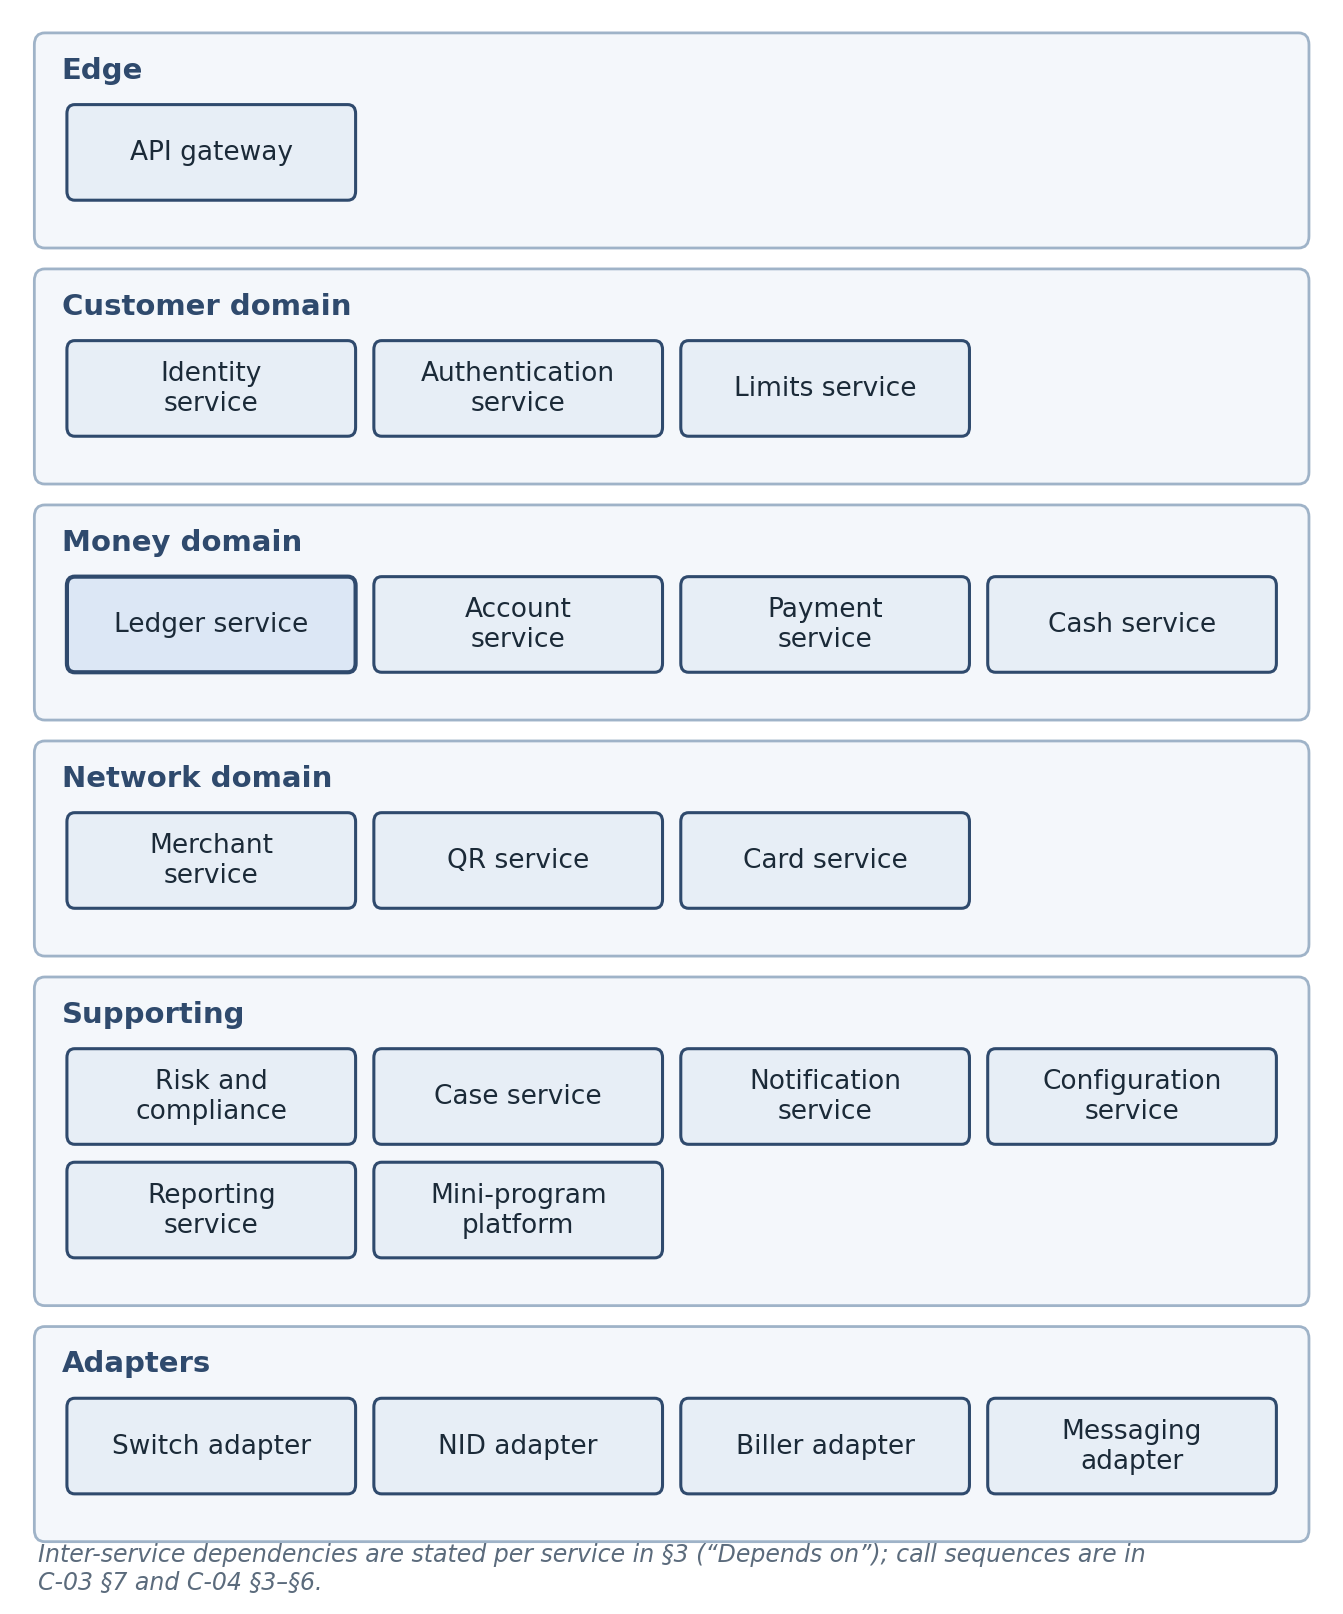 Edge
API gateway
Customer domain
Identity
service
Authentication
service
Limits service
Money domain
Ledger service
Account
service
Payment
service
Cash service
Network domain
Merchant
service
QR service
Card service
Supporting
Risk and
compliance
Case service
Notification
service
Configuration
service
Reporting
service
Mini-program
platform
Adapters
Switch adapter
NID adapter
Biller adapter
Messaging
adapter
Inter-service dependencies are stated per service in §3 (“Depends on”); call sequences are in
C-03 §7 and C-04 §3–§6.